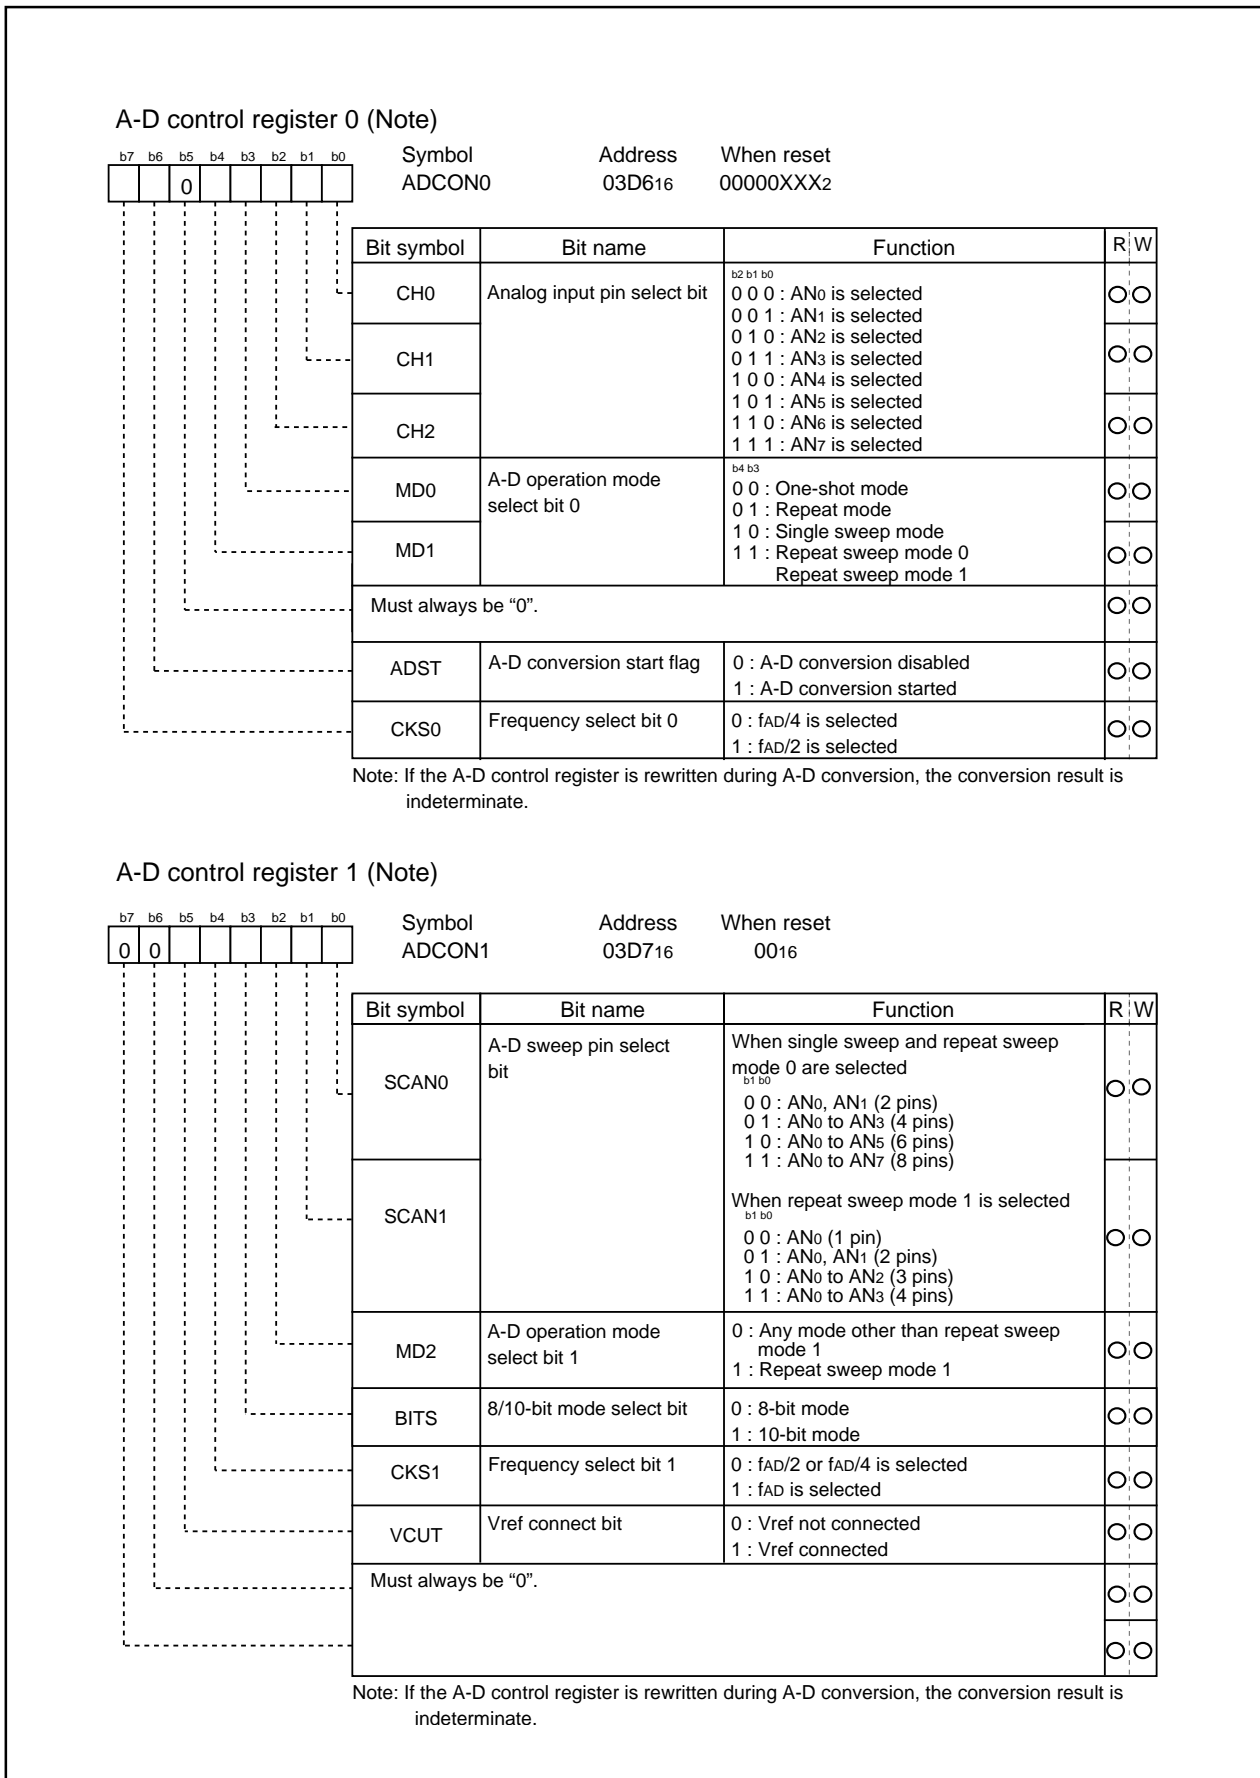 A-D control register 0 (Note)
b7 b6 b5 b4 b3 b2 b1 b0
Symbol Address When reset
0
ADCON0 03D616 00000XXX2
Bit symbol Bit name Function R W
b2 b1 b0
CH0 Analog input pin select bit 0 0 0 : AN0 is selected
0 0 1 : AN1 is selected
0 1 0 : AN2 is selected
CH1 0 1 1 : AN3 is selected
1 0 0 : AN4 is selected
1 0 1 : AN5 is selected
CH2 1 1 0 : AN6 is selected
1 1 1 : AN7 is selected
b4 b3
MD0 A-D operation mode 0 0 : One-shot mode
select bit 0 0 1 : Repeat mode
1 0 : Single sweep mode
MD1 1 1 : Repeat sweep mode 0
Repeat sweep mode 1
Must always be “0”.
ADST A-D conversion start flag 0 : A-D conversion disabled
1 : A-D conversion started
CKS0 Frequency select bit 0 0 : fAD/4 is selected
1 : fAD/2 is selected
Note: If the A-D control register is rewritten during A-D conversion, the conversion result is
indeterminate.
A-D control register 1 (Note)
b7 b6 b5 b4 b3 b2 b1 b0
Symbol Address When reset
0 0
ADCON1 03D716 0016
Bit symbol Bit name Function R W
A-D sweep pin select When single sweep and repeat sweep
bit mode 0 are selected
b1 b0
SCAN0
0 0 : AN0, AN1 (2 pins)
0 1 : AN0 to AN3 (4 pins)
1 0 : AN0 to AN5 (6 pins)
1 1 : AN0 to AN7 (8 pins)
When repeat sweep mode 1 is selected
b1 b0
SCAN1
0 0 : AN0 (1 pin)
0 1 : AN0, AN1 (2 pins)
1 0 : AN0 to AN2 (3 pins)
1 1 : AN0 to AN3 (4 pins)
MD2 A-D operation mode 0 : Any mode other than repeat sweep
select bit 1 mode 1
1 : Repeat sweep mode 1
BITS 8/10-bit mode select bit 0 : 8-bit mode
1 : 10-bit mode
CKS1 Frequency select bit 1 0 : fAD/2 or fAD/4 is selected
1 : fAD is selected
VCUT Vref connect bit 0 : Vref not connected
1 : Vref connected
Must always be “0”.
Note: If the A-D control register is rewritten during A-D conversion, the conversion result is
indeterminate.